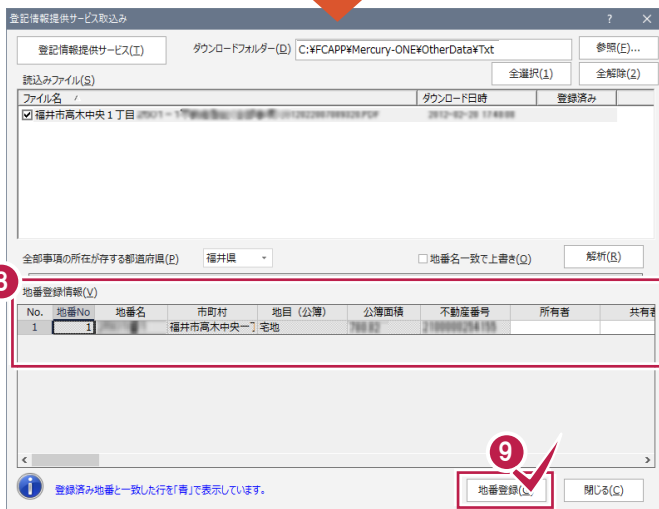 登記情報提供サービス取込み ? ×
登記情報提供サービス(T) ダウンロードフォルダー(D) C:¥FCAPP¥Mercury-ONE¥OtherData¥Txt 参照(E)...
読込みファイル(S) 全選択(1) 全解除(2)
ファイル名 / ダウンロード日時 登録済み
福井市高木中央1丁目
全部事項の所在が存する都道府県(P) 福井県 地番名一致で上書き(O) 解析(R)
8
地番登録情報(V)
No. 地番No 地番名 市町村 地目（公簿） 公簿面積 不動産番号 所有者 共有者
1 1 福井市高木中央一丁 宅地
9
i 登録済み地番と一致した行を「青」で表示しています。 地番登録( 閉じる(C)